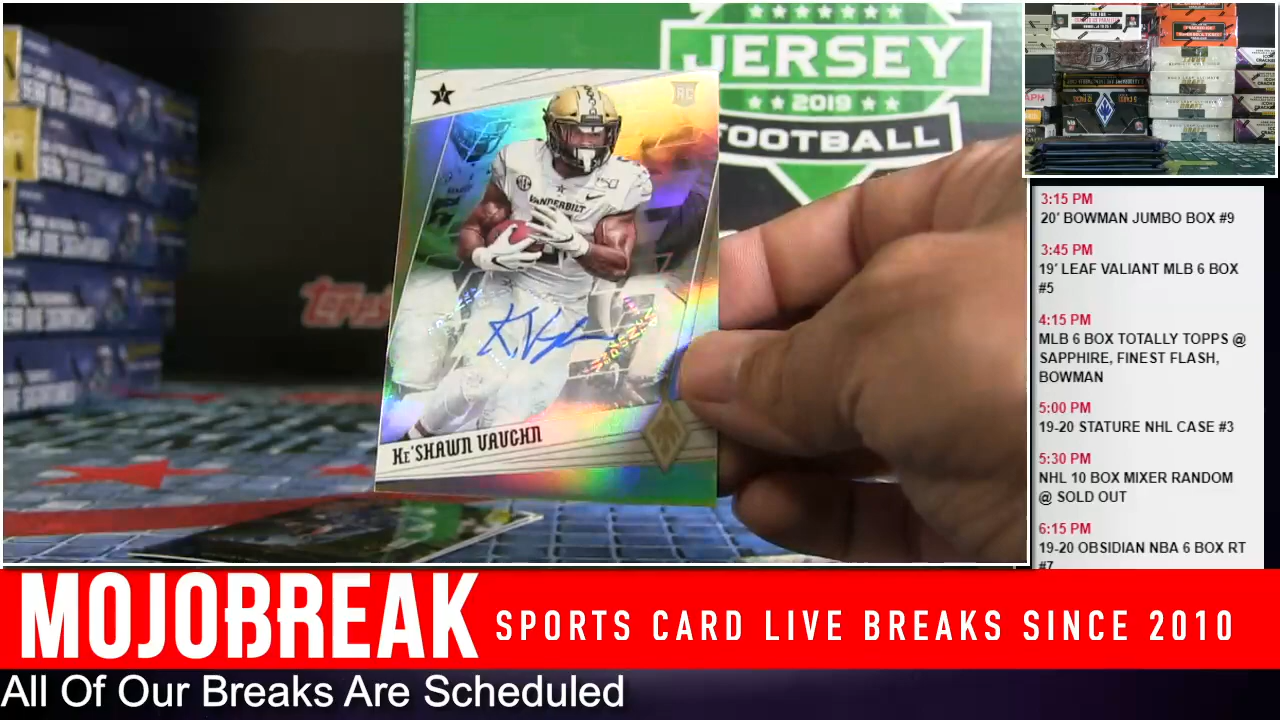 JERSEY
2019
FOOTBALL
RC
VANDERBILT
SEC
Ke'Shawn Vaughn
topps
3:15 PM
20' BOWMAN JUMBO BOX #9
3:45 PM
19' LEAF VALIANT MLB 6 BOX
#5
4:15 PM
MLB 6 BOX TOTALLY TOPPS @
SAPPHIRE, FINEST FLASH,
BOWMAN
5:00 PM
19-20 STATURE NHL CASE #3
5:30 PM
NHL 10 BOX MIXER RANDOM
@ SOLD OUT
6:15 PM
19-20 OBSIDIAN NBA 6 BOX RT
#7
MOJOBREAK SPORTS CARD LIVE BREAKS SINCE 2010
All Of Our Breaks Are Scheduled